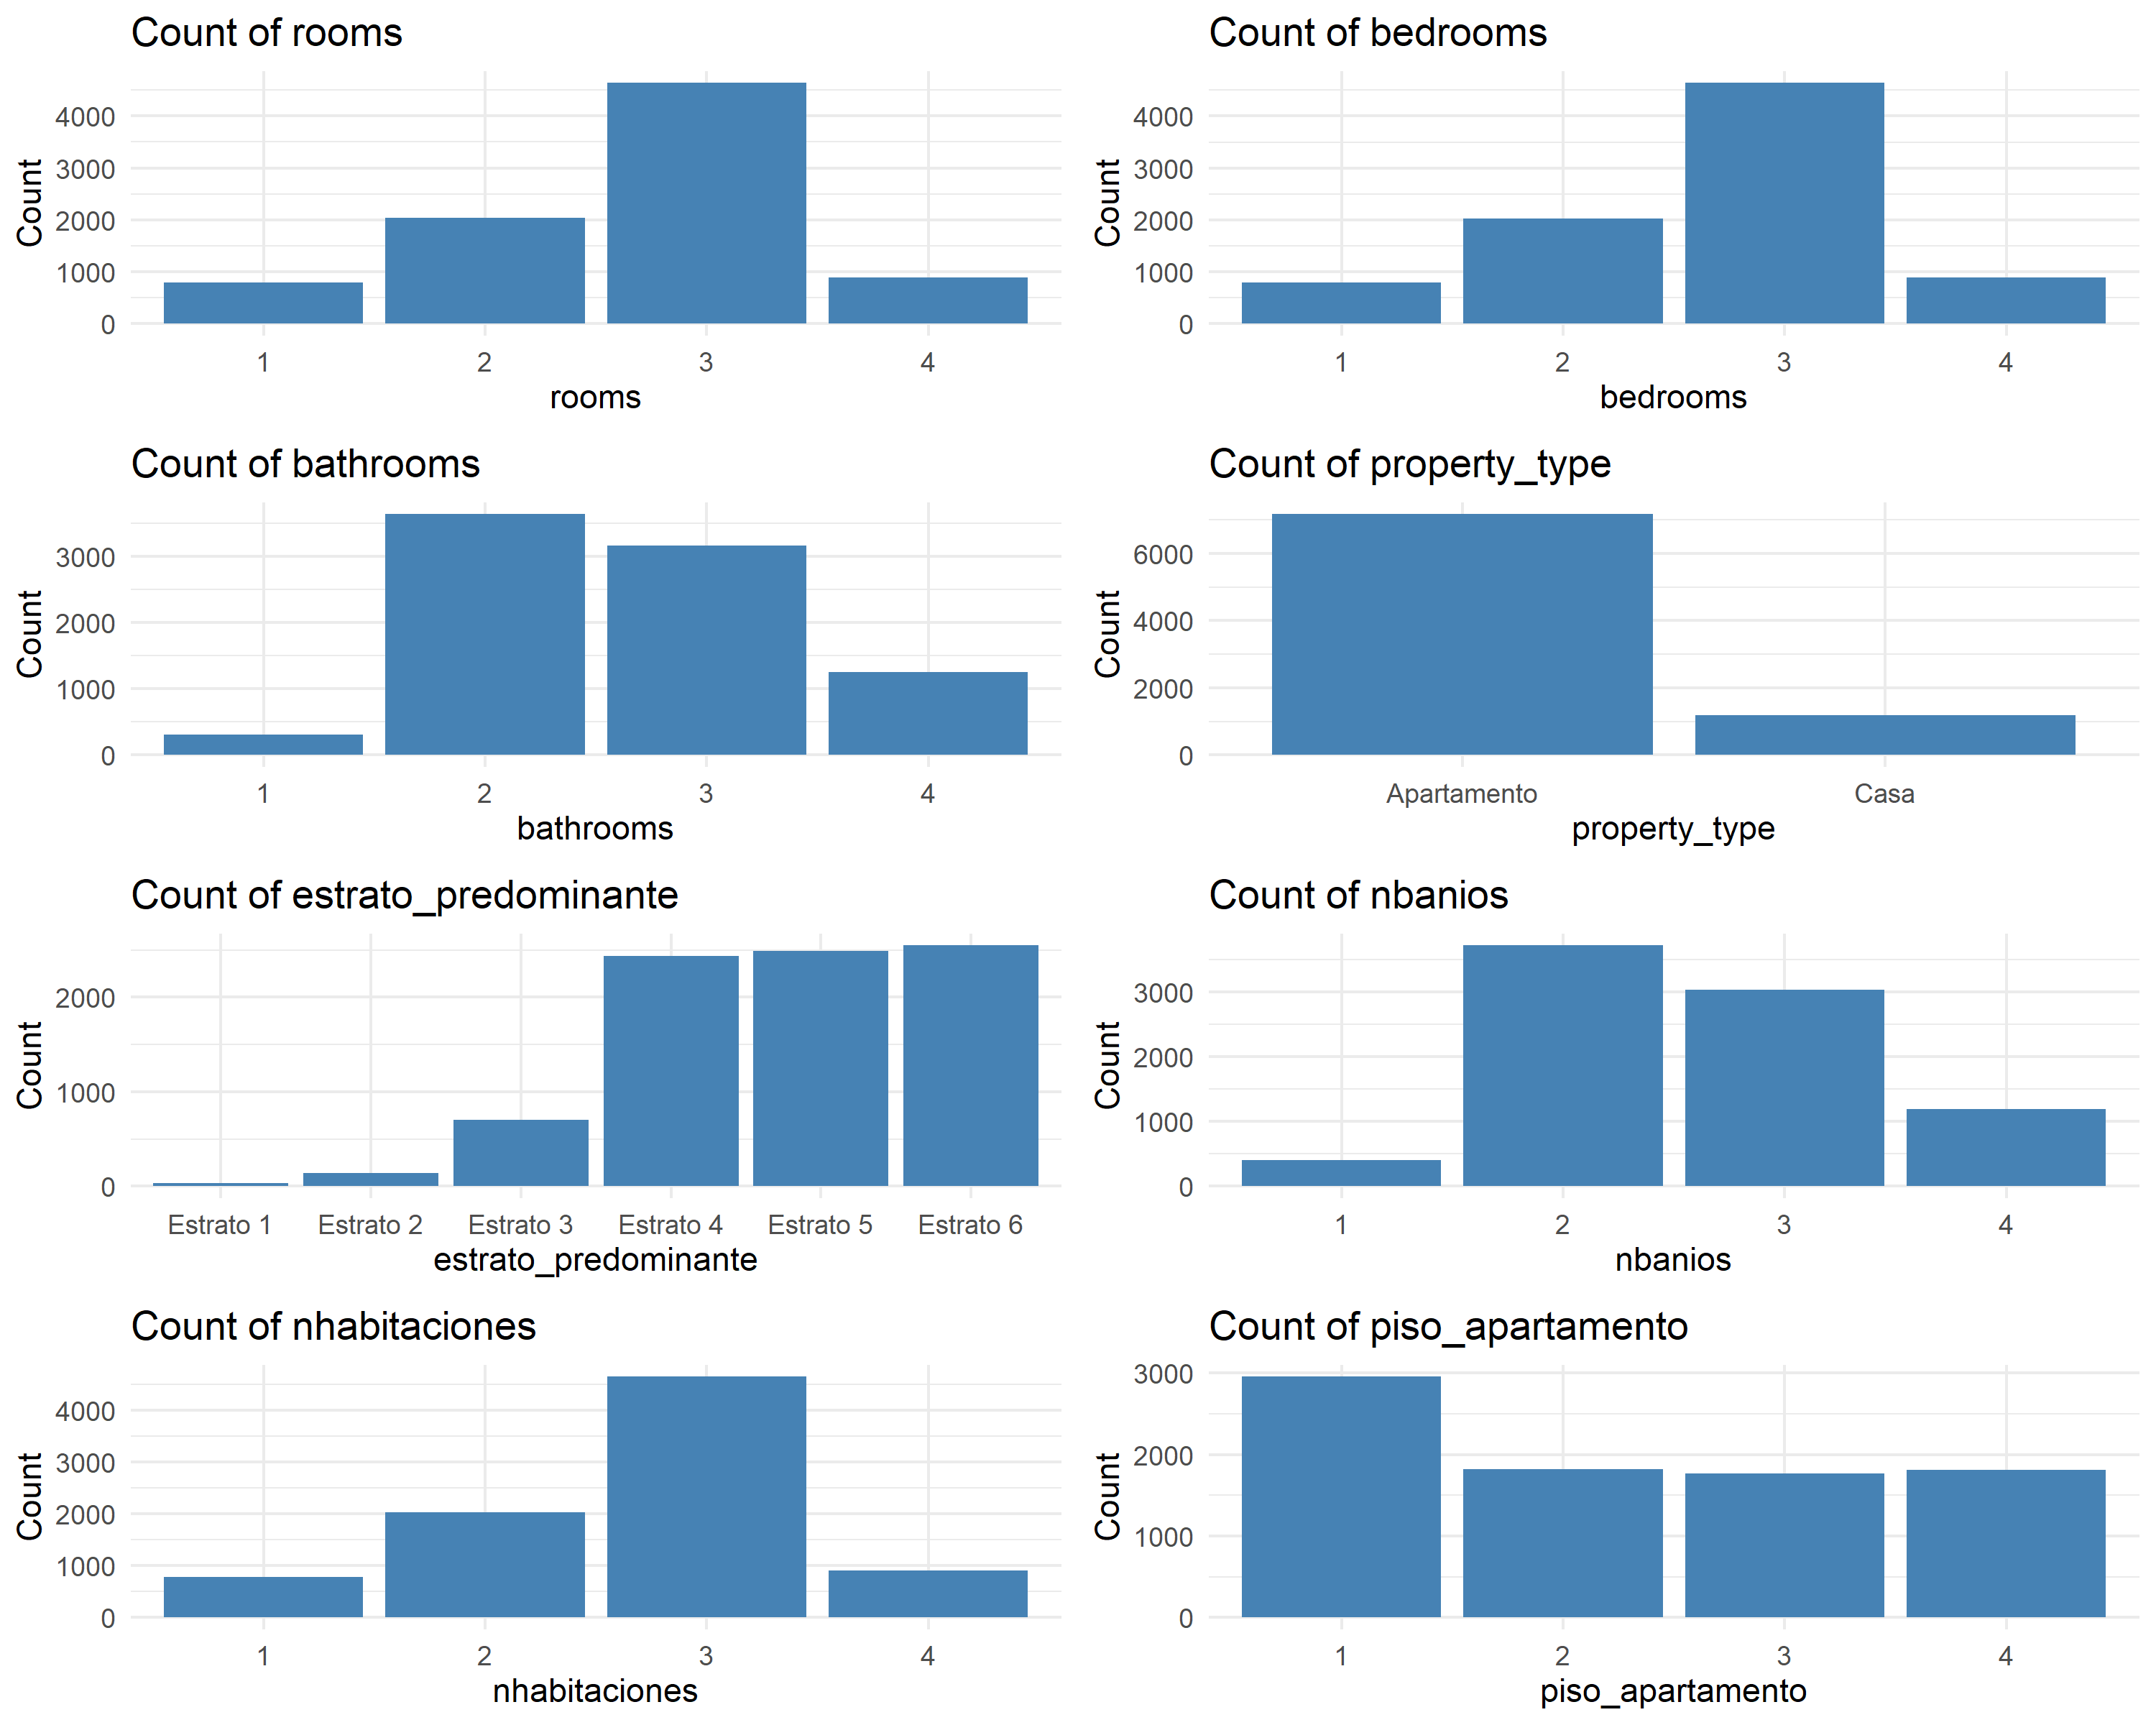 Count of rooms
Count
4000
3000
2000
1000
0
1 2 3 4
rooms
Count of bedrooms
Count
4000
3000
2000
1000
0
1 2 3 4
bedrooms
Count of bathrooms
Count
3000
2000
1000
0
1 2 3 4
bathrooms
Count of property_type
Count
6000
4000
2000
0
Apartamento Casa
property_type
Count of estrato_predominante
Count
2000
1000
0
Estrato 1 Estrato 2 Estrato 3 Estrato 4 Estrato 5 Estrato 6
estrato_predominante
Count of nbanios
Count
3000
2000
1000
0
1 2 3 4
nbanios
Count of nhabitaciones
Count
4000
3000
2000
1000
0
1 2 3 4
nhabitaciones
Count of piso_apartamento
Count
3000
2000
1000
0
1 2 3 4
piso_apartamento